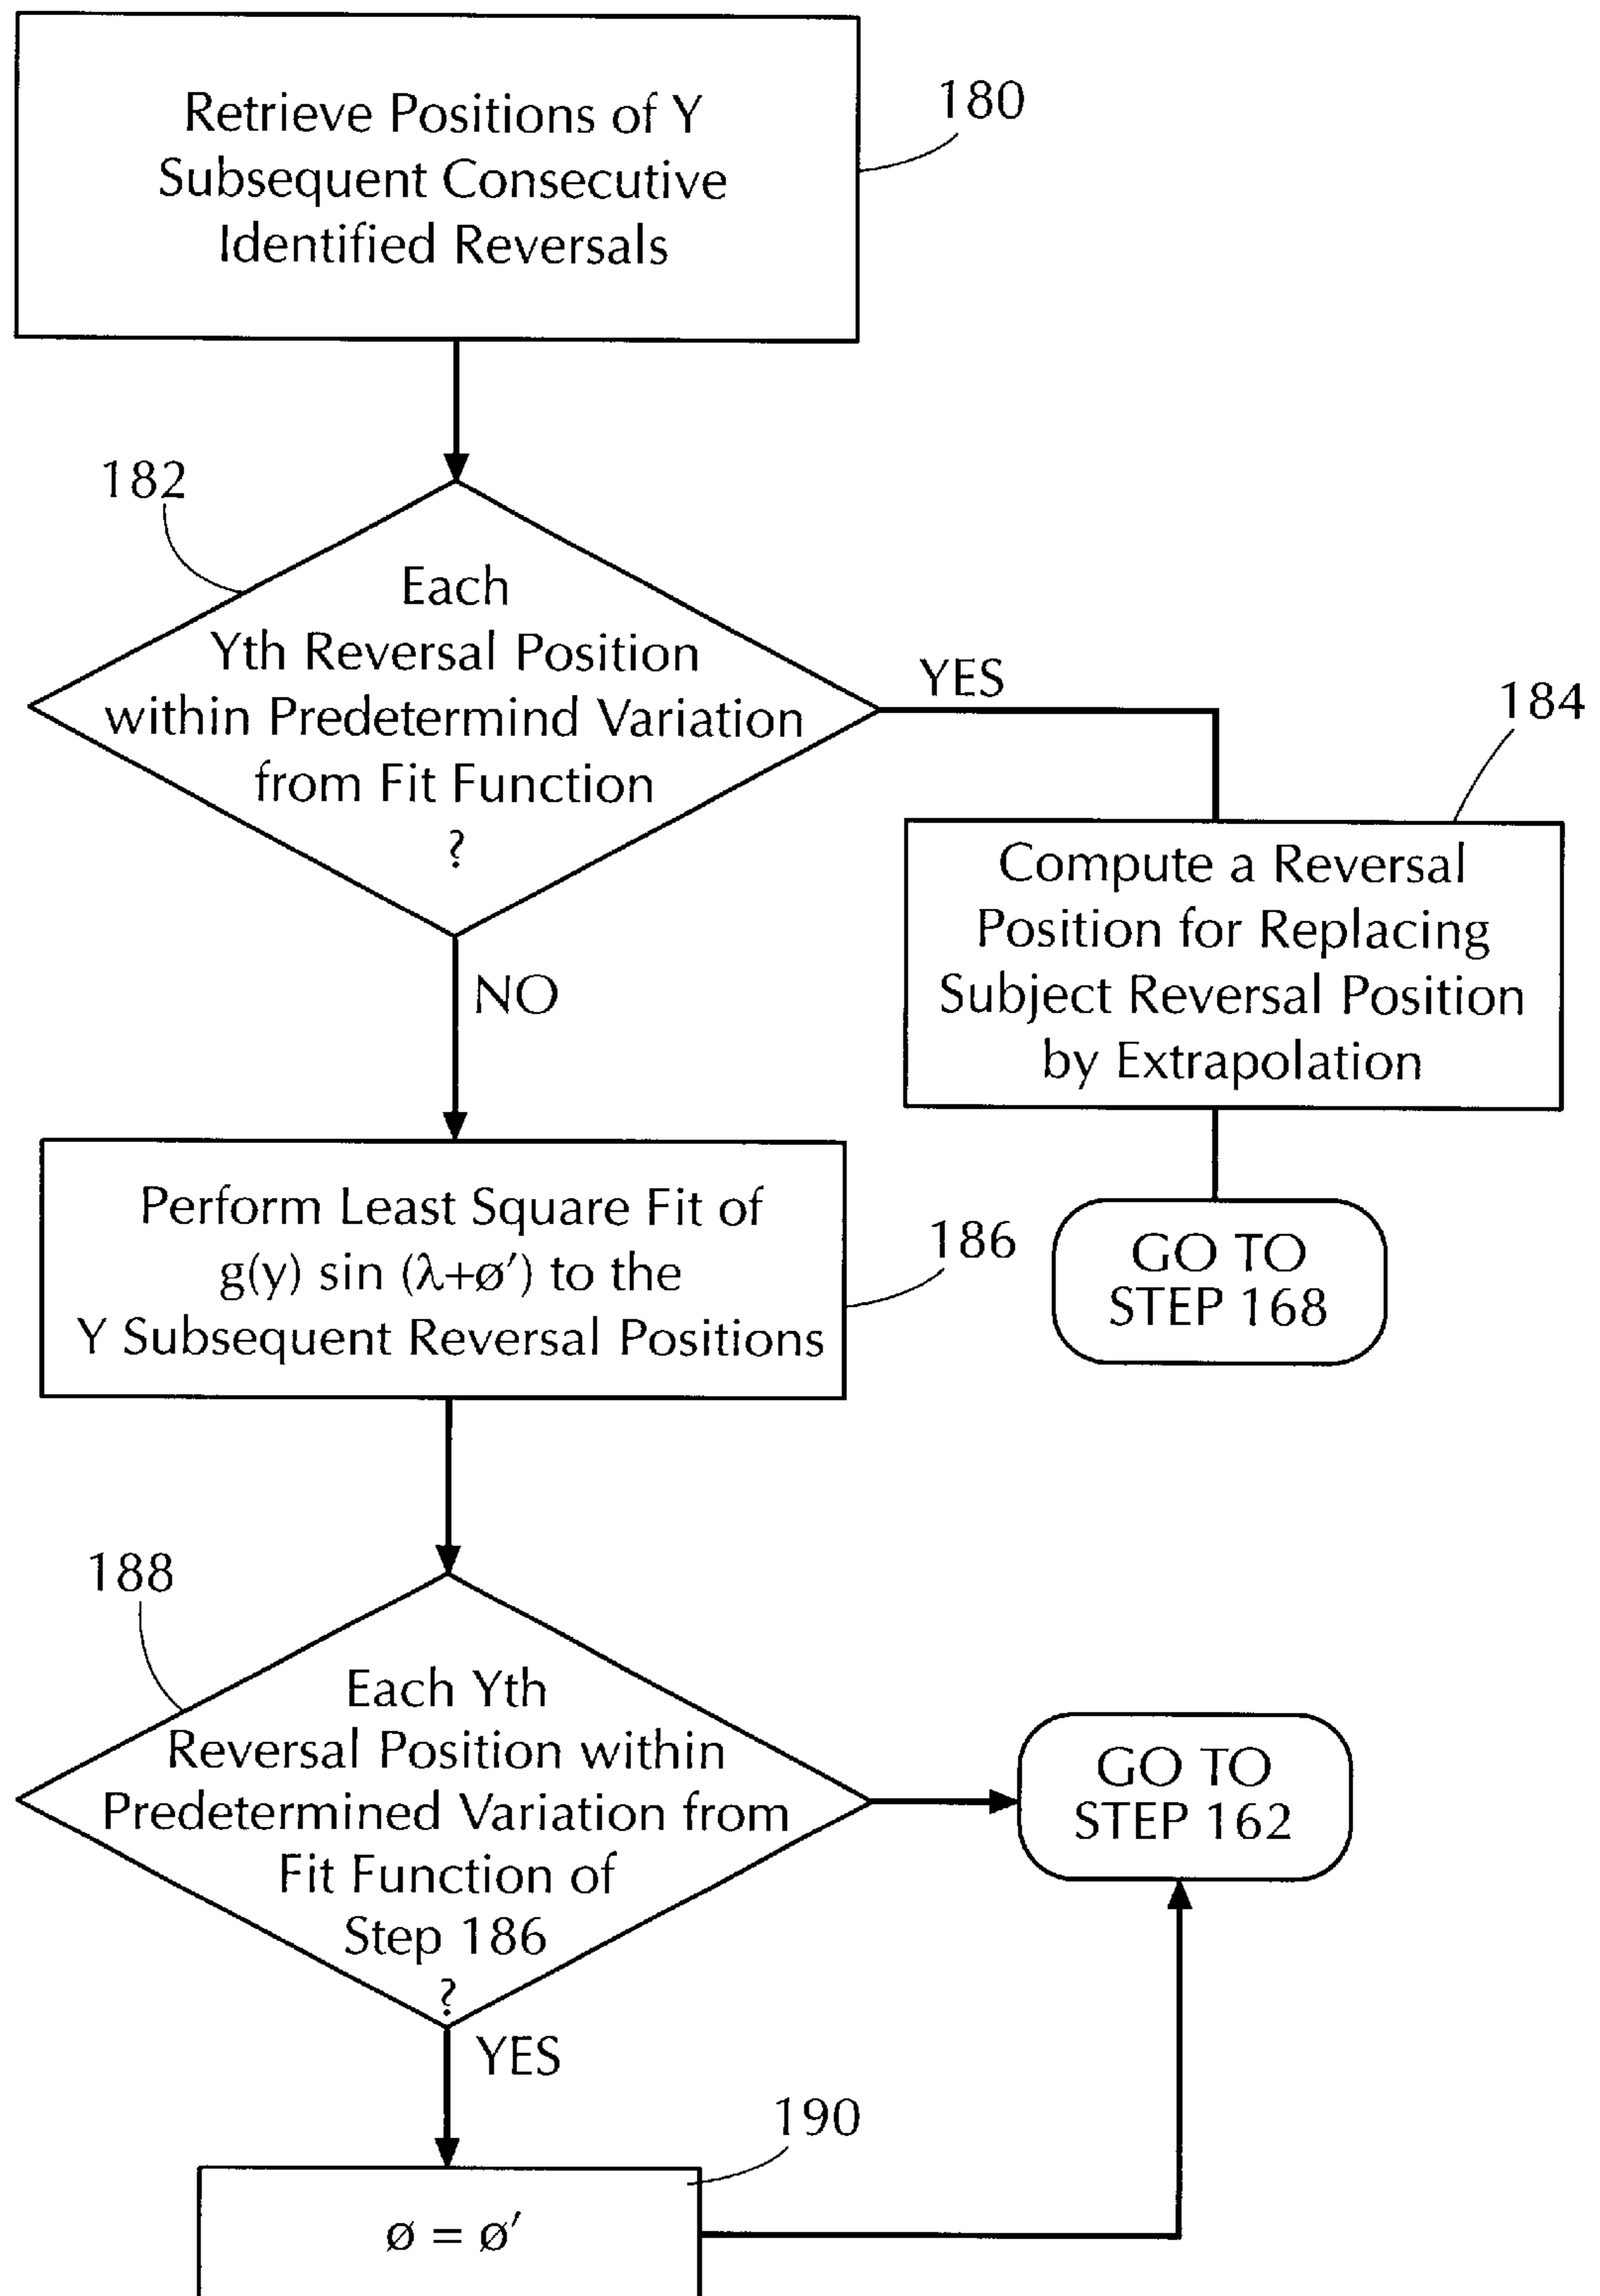 Retrieve Positions of Y
Subsequent Consecutive
Identified Reversals
180
182
Each
Yth Reversal Position
within Predetermind Variation
from Fit Function
?
YES
184
Compute a Reversal
Position for Replacing
Subject Reversal Position
by Extrapolation
NO
GO TO
STEP 168
Perform Least Square Fit of
g(y) sin (λ+ø′) to the
Y Subsequent Reversal Positions
186
188
Each Yth
Reversal Position within
Predetermined Variation from
Fit Function of
Step 186
?
GO TO
STEP 162
YES
190
ø = ø′